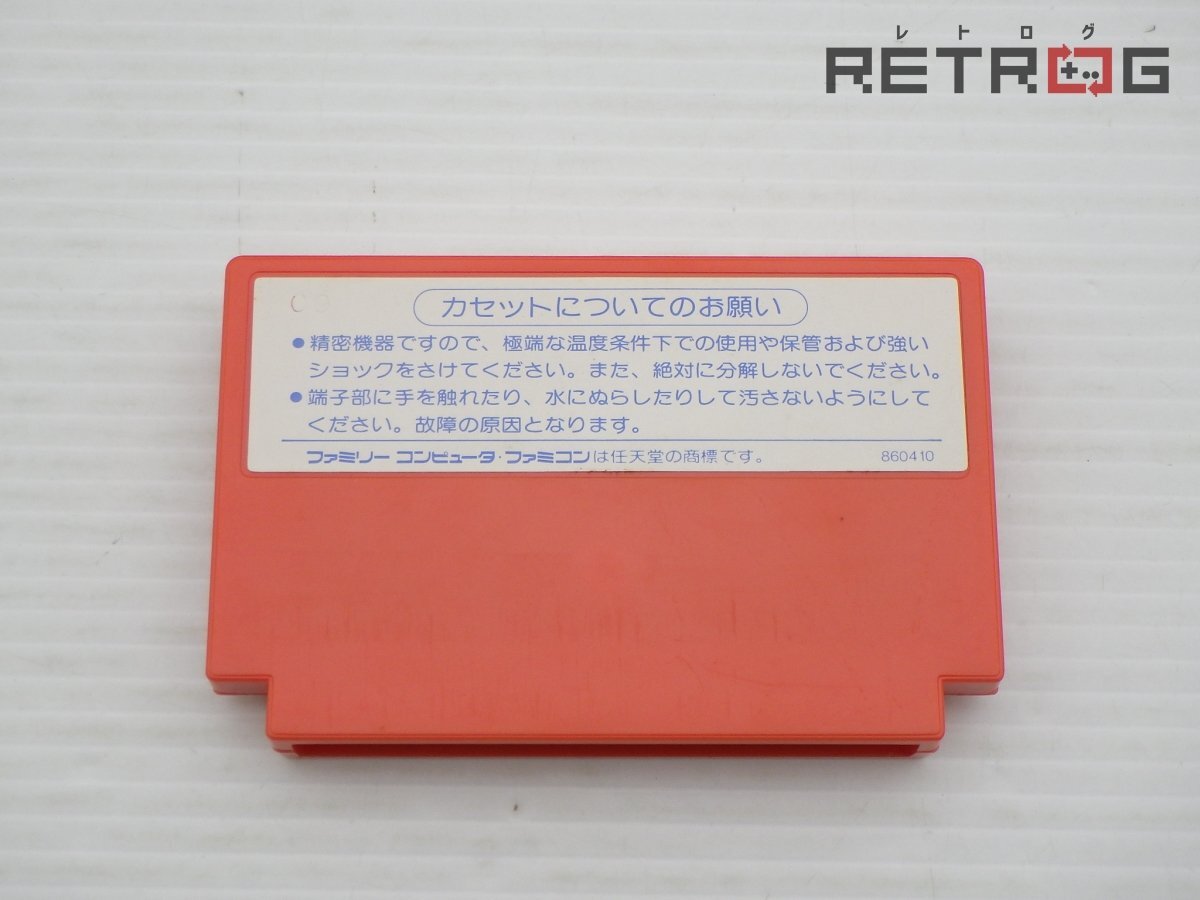 レトログ
RETROG
カセットについてのお願い
●精密機器ですので、極端な温度条件下での使用や保管および強い
ショックをさけてください。また、絶対に分解しないでください。
●端子部に手を触れたり、水にぬらしたりして汚さないようにして
ください。故障の原因となります。
ファミリー コンピュータ・ファミコンは任天堂の商標です。 860410